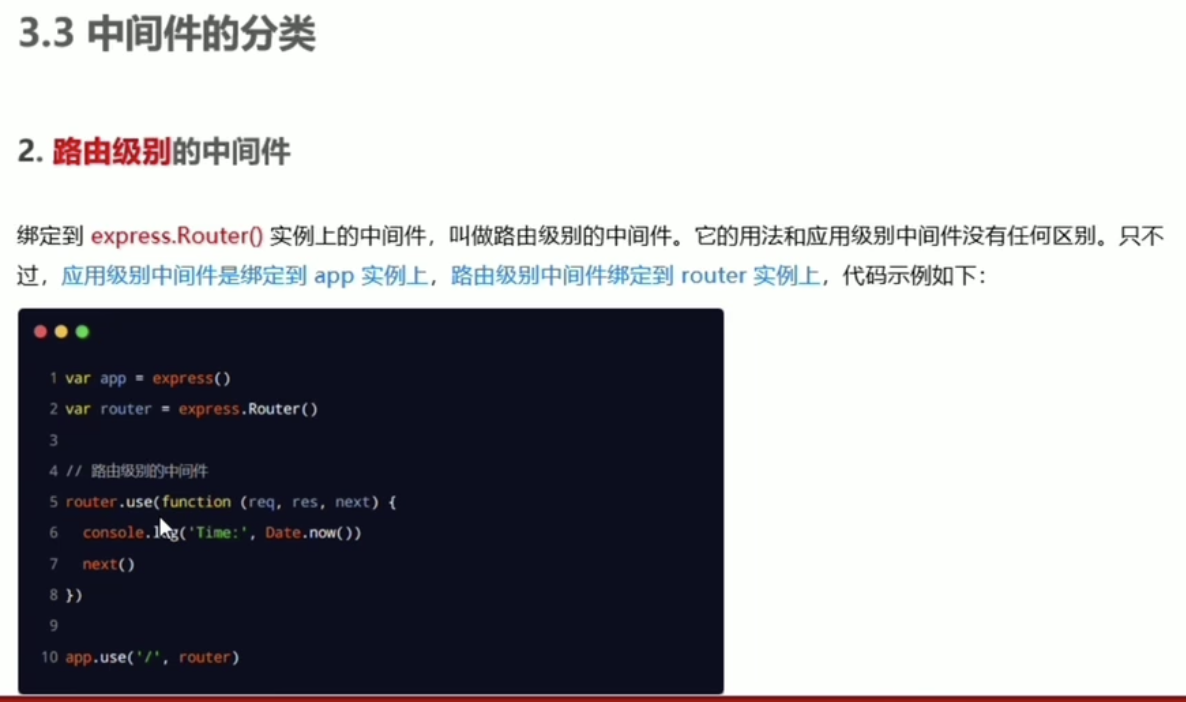 3.3 中间件的分类
2. 路由级别的中间件
绑定到 express.Router() 实例上的中间件，叫做路由级别的中间件。它的用法和应用级别中间件没有任何区别。只不
过，应用级别中间件是绑定到 app 实例上，路由级别中间件绑定到 router 实例上，代码示例如下：
1 var app = express()
2 var router = express.Router()
3
4 // 路由级别的中间件
5 router.use(function (req, res, next) {
6   console.log('Time:', Date.now())
7   next()
8 })
9
10 app.use('/', router)